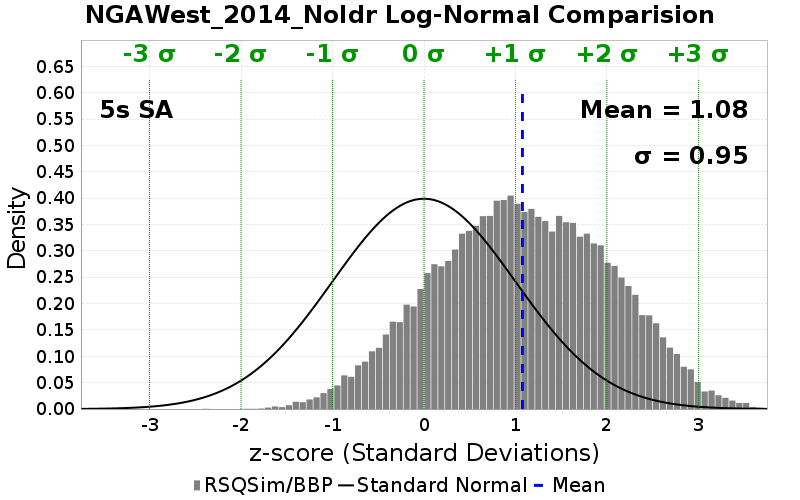 NGAWest_2014_NoIdr Log-Normal Comparision
-3 σ -2 σ -1 σ 0 σ +1 σ +2 σ +3 σ
5s SA
Mean = 1.08
σ = 0.95
Density
0.65
0.60
0.55
0.50
0.45
0.40
0.35
0.30
0.25
0.20
0.15
0.10
0.05
0.00
-3 -2 -1 0 1 2 3
z-score (Standard Deviations)
RSQSim/BBP Standard Normal Mean